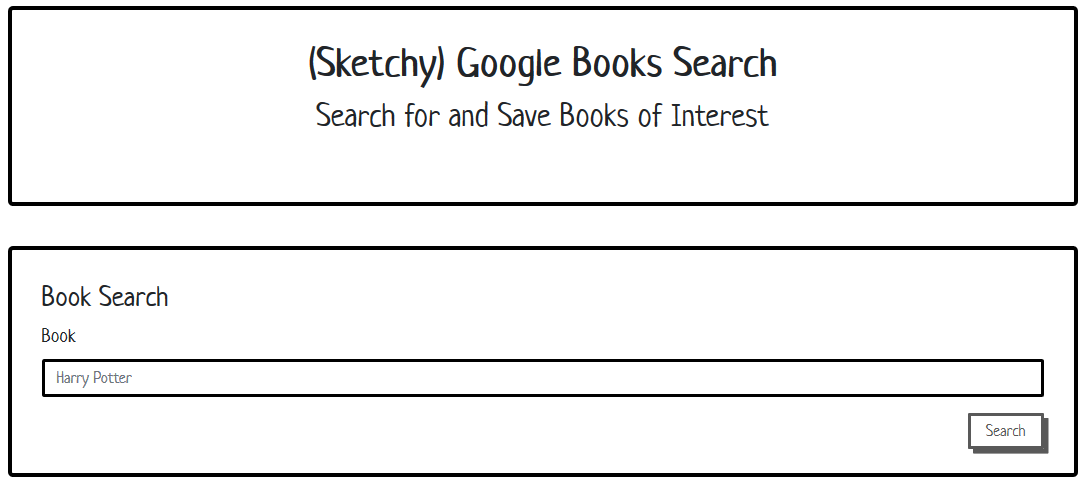 (Sketchy) Google Books Search
Search for and Save Books of Interest
Book Search
Book
Harry Potter
Search